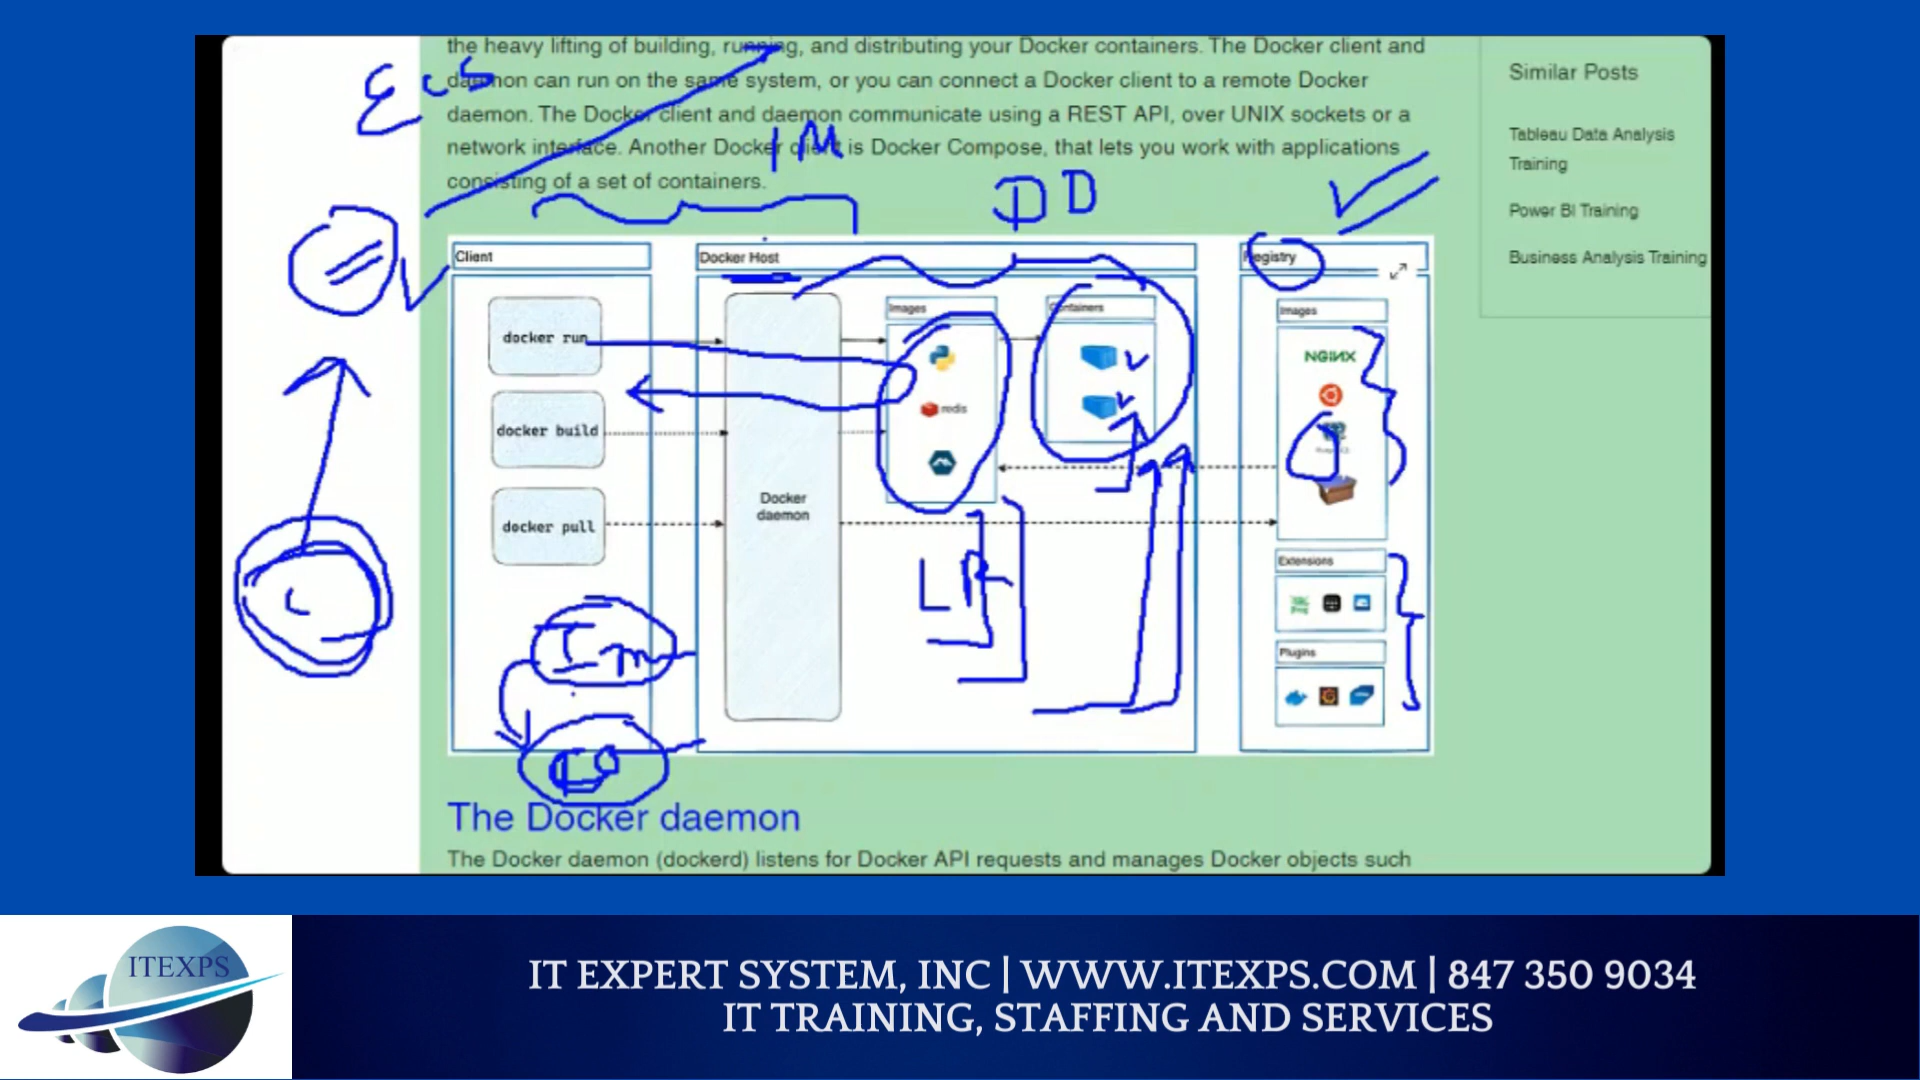 the heavy lifting of building, running, and distributing your Docker containers. The Docker client and
daemon can run on the same system, or you can connect a Docker client to a remote Docker
daemon. The Docker client and daemon communicate using a REST API, over UNIX sockets or a
network interface. Another Docker client is Docker Compose, that lets you work with applications
consisting of a set of containers.
Ecs
1M
DD
Similar Posts
Tableau Data Analysis
Training
Power BI Training
Business Analysis Training
Client
docker run
docker build
docker pull
Im
Co
C
Docker Host
Docker
daemon
Images
redis
LR
Containers
Registry
Images
NGINX
Extensions
Plugins
The Docker daemon
The Docker daemon (dockerd) listens for Docker API requests and manages Docker objects such
ITEXPS
IT EXPERT SYSTEM, INC | WWW.ITEXPS.COM | 847 350 9034
IT TRAINING, STAFFING AND SERVICES